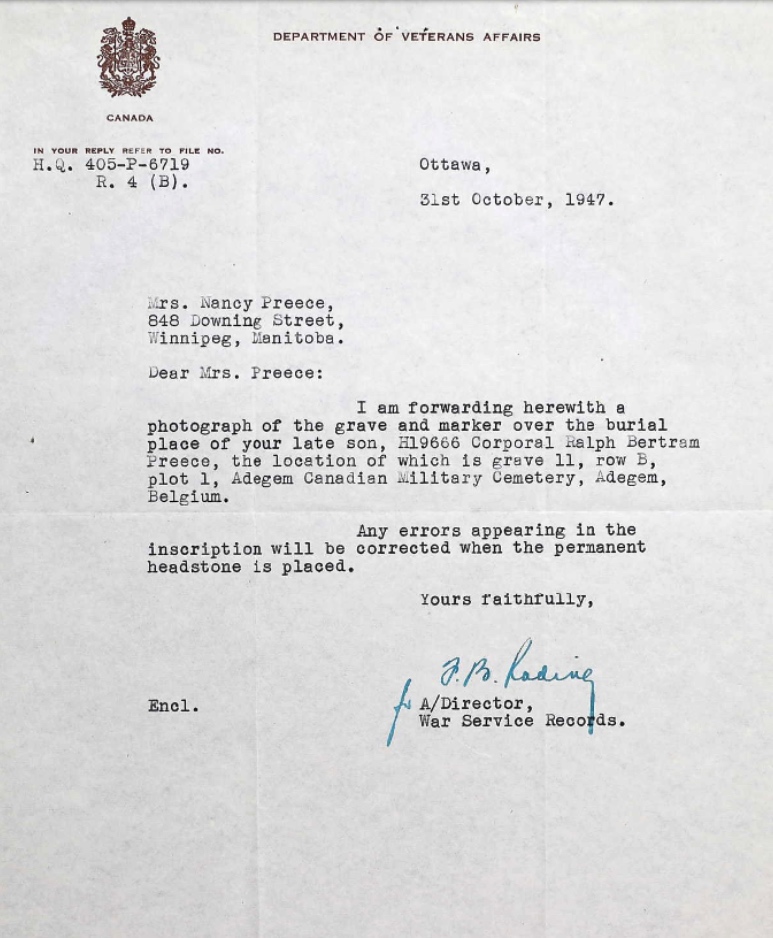 DEPARTMENT OF VETERANS AFFAIRS
CANADA
IN YOUR REPLY REFER TO FILE NO.
H.Q. 405-P-6719
R. 4 (B).
Ottawa,
31st October, 1947.
Mrs. Nancy Preece,
848 Downing Street,
Winnipeg, Manitoba.
Dear Mrs. Preece:
I am forwarding herewith a
photograph of the grave and marker over the burial
place of your late son, H19666 Corporal Ralph Bertram
Preece, the location of which is grave 11, row B,
plot 1, Adegem Canadian Military Cemetery, Adegem,
Belgium.
Any errors appearing in the
inscription will be corrected when the permanent
headstone is placed.
Yours faithfully,
F.B.
Encl.
for A/Director,
War Service Records.